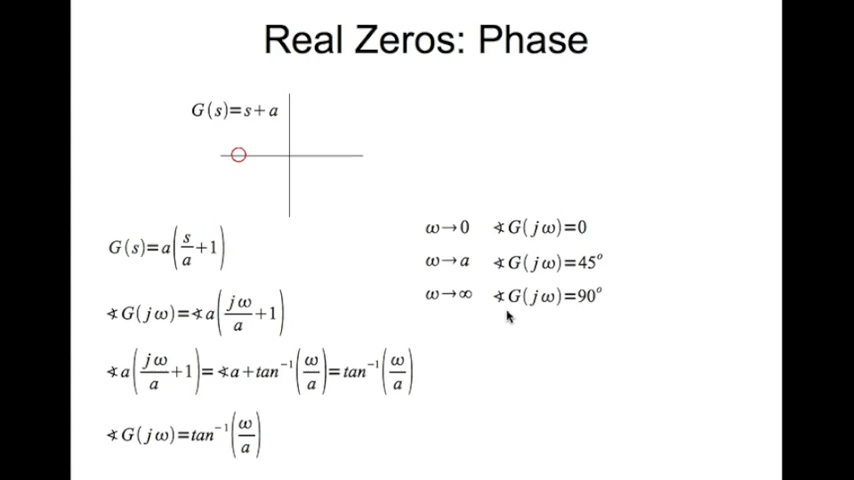 Real Zeros: Phase
G(s)=s+a
G(s)=a(s/a+1)
∢G(jω)=∢a(jω/a+1)
∢a(jω/a+1)=∢a+tan⁻¹(ω/a)=tan⁻¹(ω/a)
∢G(jω)=tan⁻¹(ω/a)
ω→0 ∢G(jω)=0
ω→a ∢G(jω)=45°
ω→∞ ∢G(jω)=90°